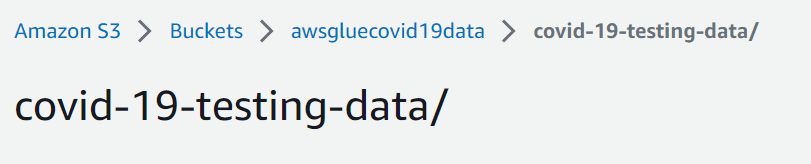 Amazon S3 > Buckets > awsgluecovid19data > covid-19-testing-data/
covid-19-testing-data/